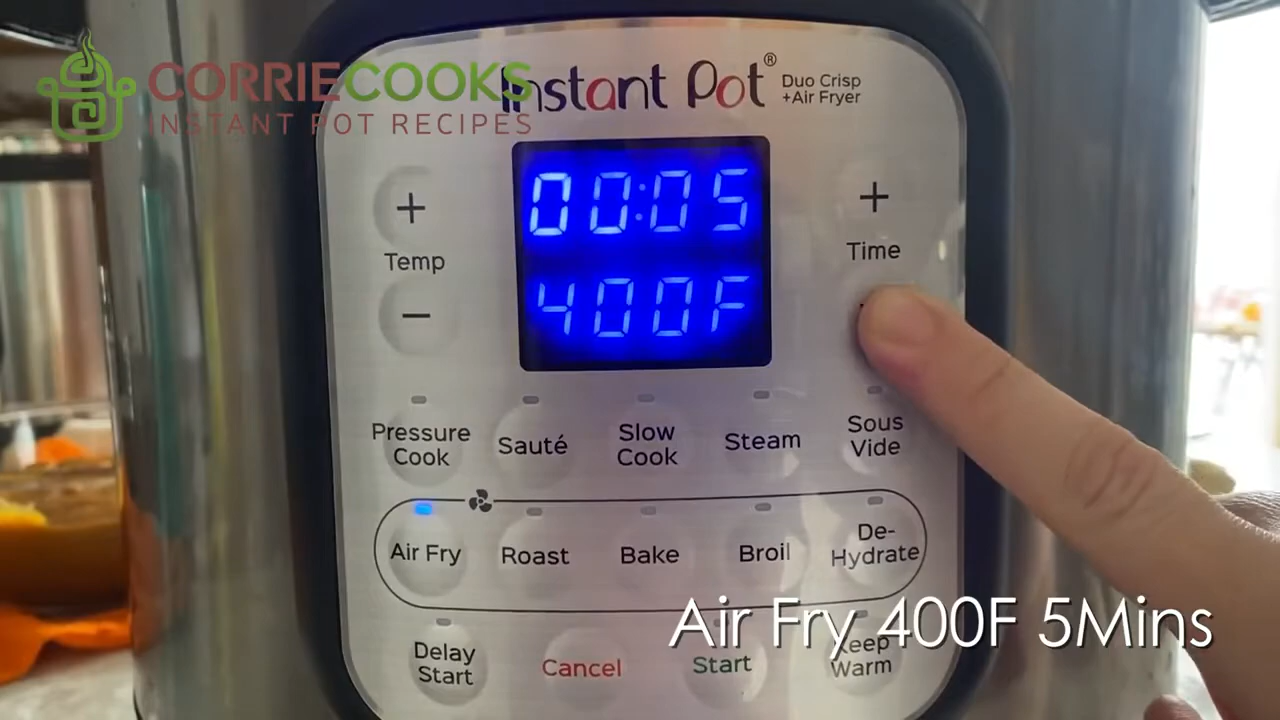 CORRIECOOKS
INSTANT POT RECIPES
Instant Pot®
Duo Crisp
+Air Fryer
00:05
400F
+
Temp
−
+
Time
Pressure
Cook
Sauté
Slow
Cook
Steam
Sous
Vide
Air Fry
Roast
Bake
Broil
De-
Hydrate
Air Fry 400F 5Mins
Delay
Start
Cancel
Start
Keep
Warm